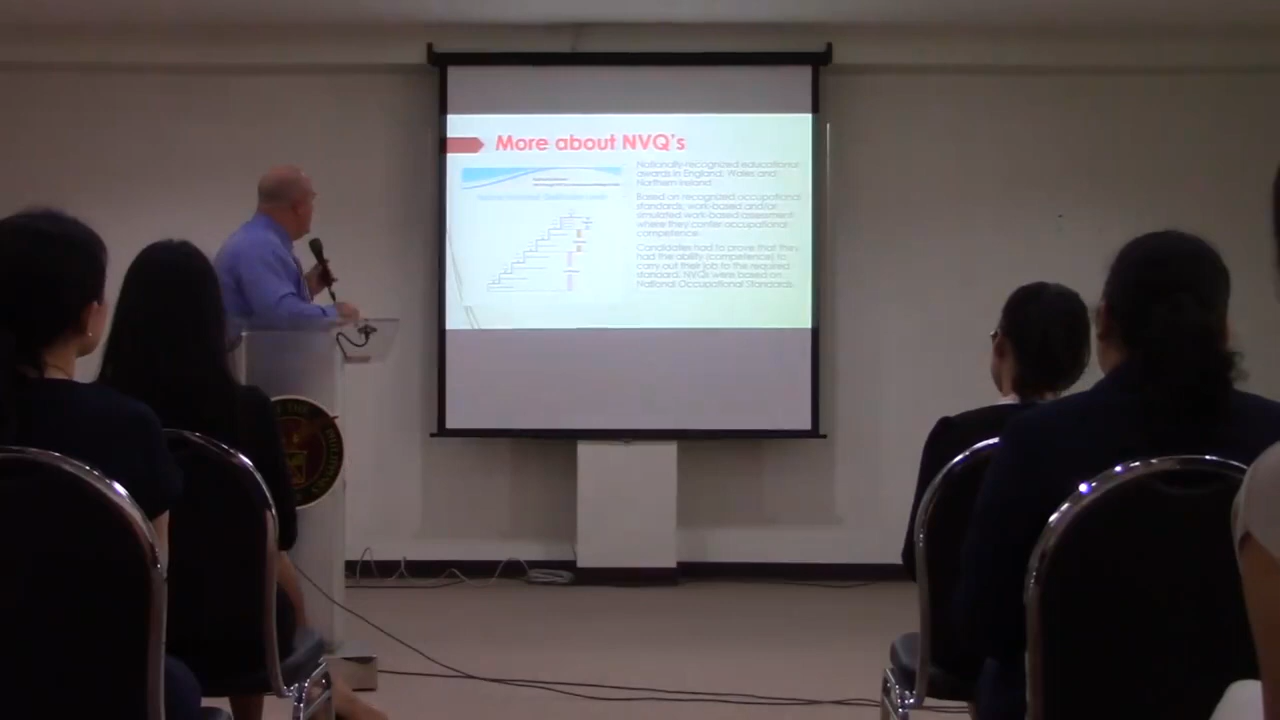 More about NVQ's
Nationally-recognized educational
awards in England, Wales and
Northern Ireland
Based on recognized occupational
standards, work-based and/or
simulated work-based assessment
where they confer occupational
competence.
Candidates had to prove that they
had the ability (competence) to
carry out their job to the required
standard. NVQs were based on
National Occupational Standards.
OF THE PHILIPPINES